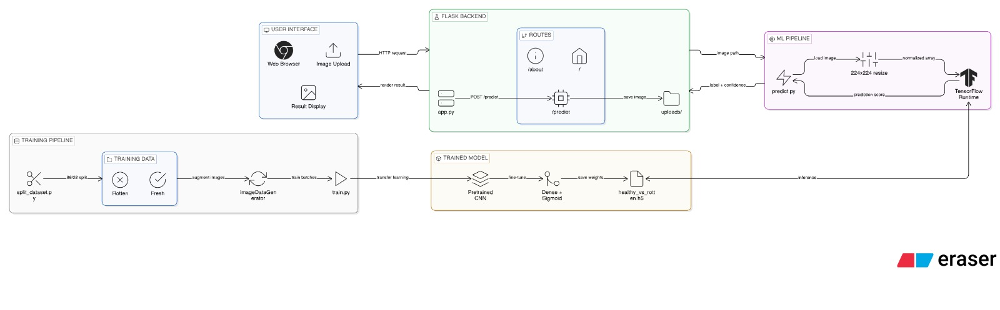 USER INTERFACE
Web Browser
Image Upload
Result Display
HTTP request
render result
FLASK BACKEND
ROUTES
/about
/
app.py
POST /predict
/predict
save image
uploads/
image path
label + confidence
ML PIPELINE
predict.py
load image
224x224 resize
normalized array
prediction score
TensorFlow
Runtime
TRAINING PIPELINE
split_dataset.p
y
80/20 split
TRAINING DATA
Rotten
Fresh
augment images
ImageDataGen
erator
train batches
train.py
transfer learning
TRAINED MODEL
Pretrained
CNN
fine-tune
Dense +
Sigmoid
save weights
healthy_vs_rott
en.h5
inference
eraser